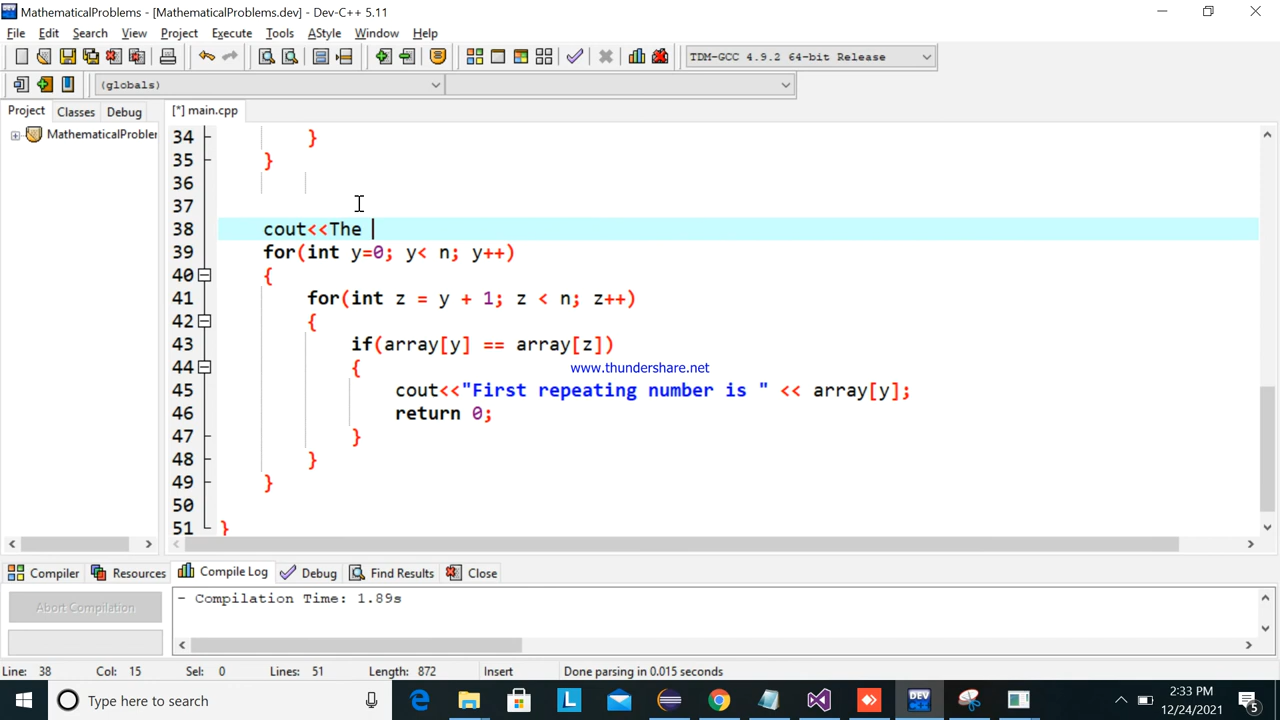 MathematicalProblems - [MathematicalProblems.dev] - Dev-C++ 5.11
File Edit Search View Project Execute Tools AStyle Window Help
TDM-GCC 4.9.2 64-bit Release
(globals)
Project Classes Debug [*] main.cpp
MathematicalProblem
34 }
35 }
36
37
38 cout<<The
39 for(int y=0; y< n; y++)
40 {
41 for(int z = y + 1; z < n; z++)
42 {
43 if(array[y] == array[z])
44 {
www.thundershare.net
45 cout<<"First repeating number is " << array[y];
46 return 0;
47 }
48 }
49 }
50
51 }
Compiler Resources Compile Log Debug Find Results Close
Abort Compilation
- Compilation Time: 1.89s
Line: 38 Col: 15 Sel: 0 Lines: 51 Length: 872 Insert Done parsing in 0.015 seconds
Type here to search
DEV
L
2:33 PM
12/24/2021
5